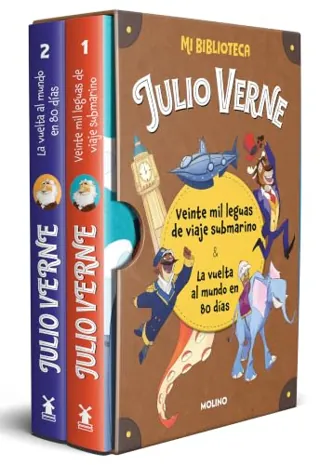 2
La vuelta al mundo
en 80 días
JULIO VERNE
1
Veinte mil leguas de
viaje submarino
JULIO VERNE
MI BIBLIOTECA
JULIO VERNE
Veinte mil leguas
de viaje submarino
&
La vuelta
al mundo en
80 días
MOLINO